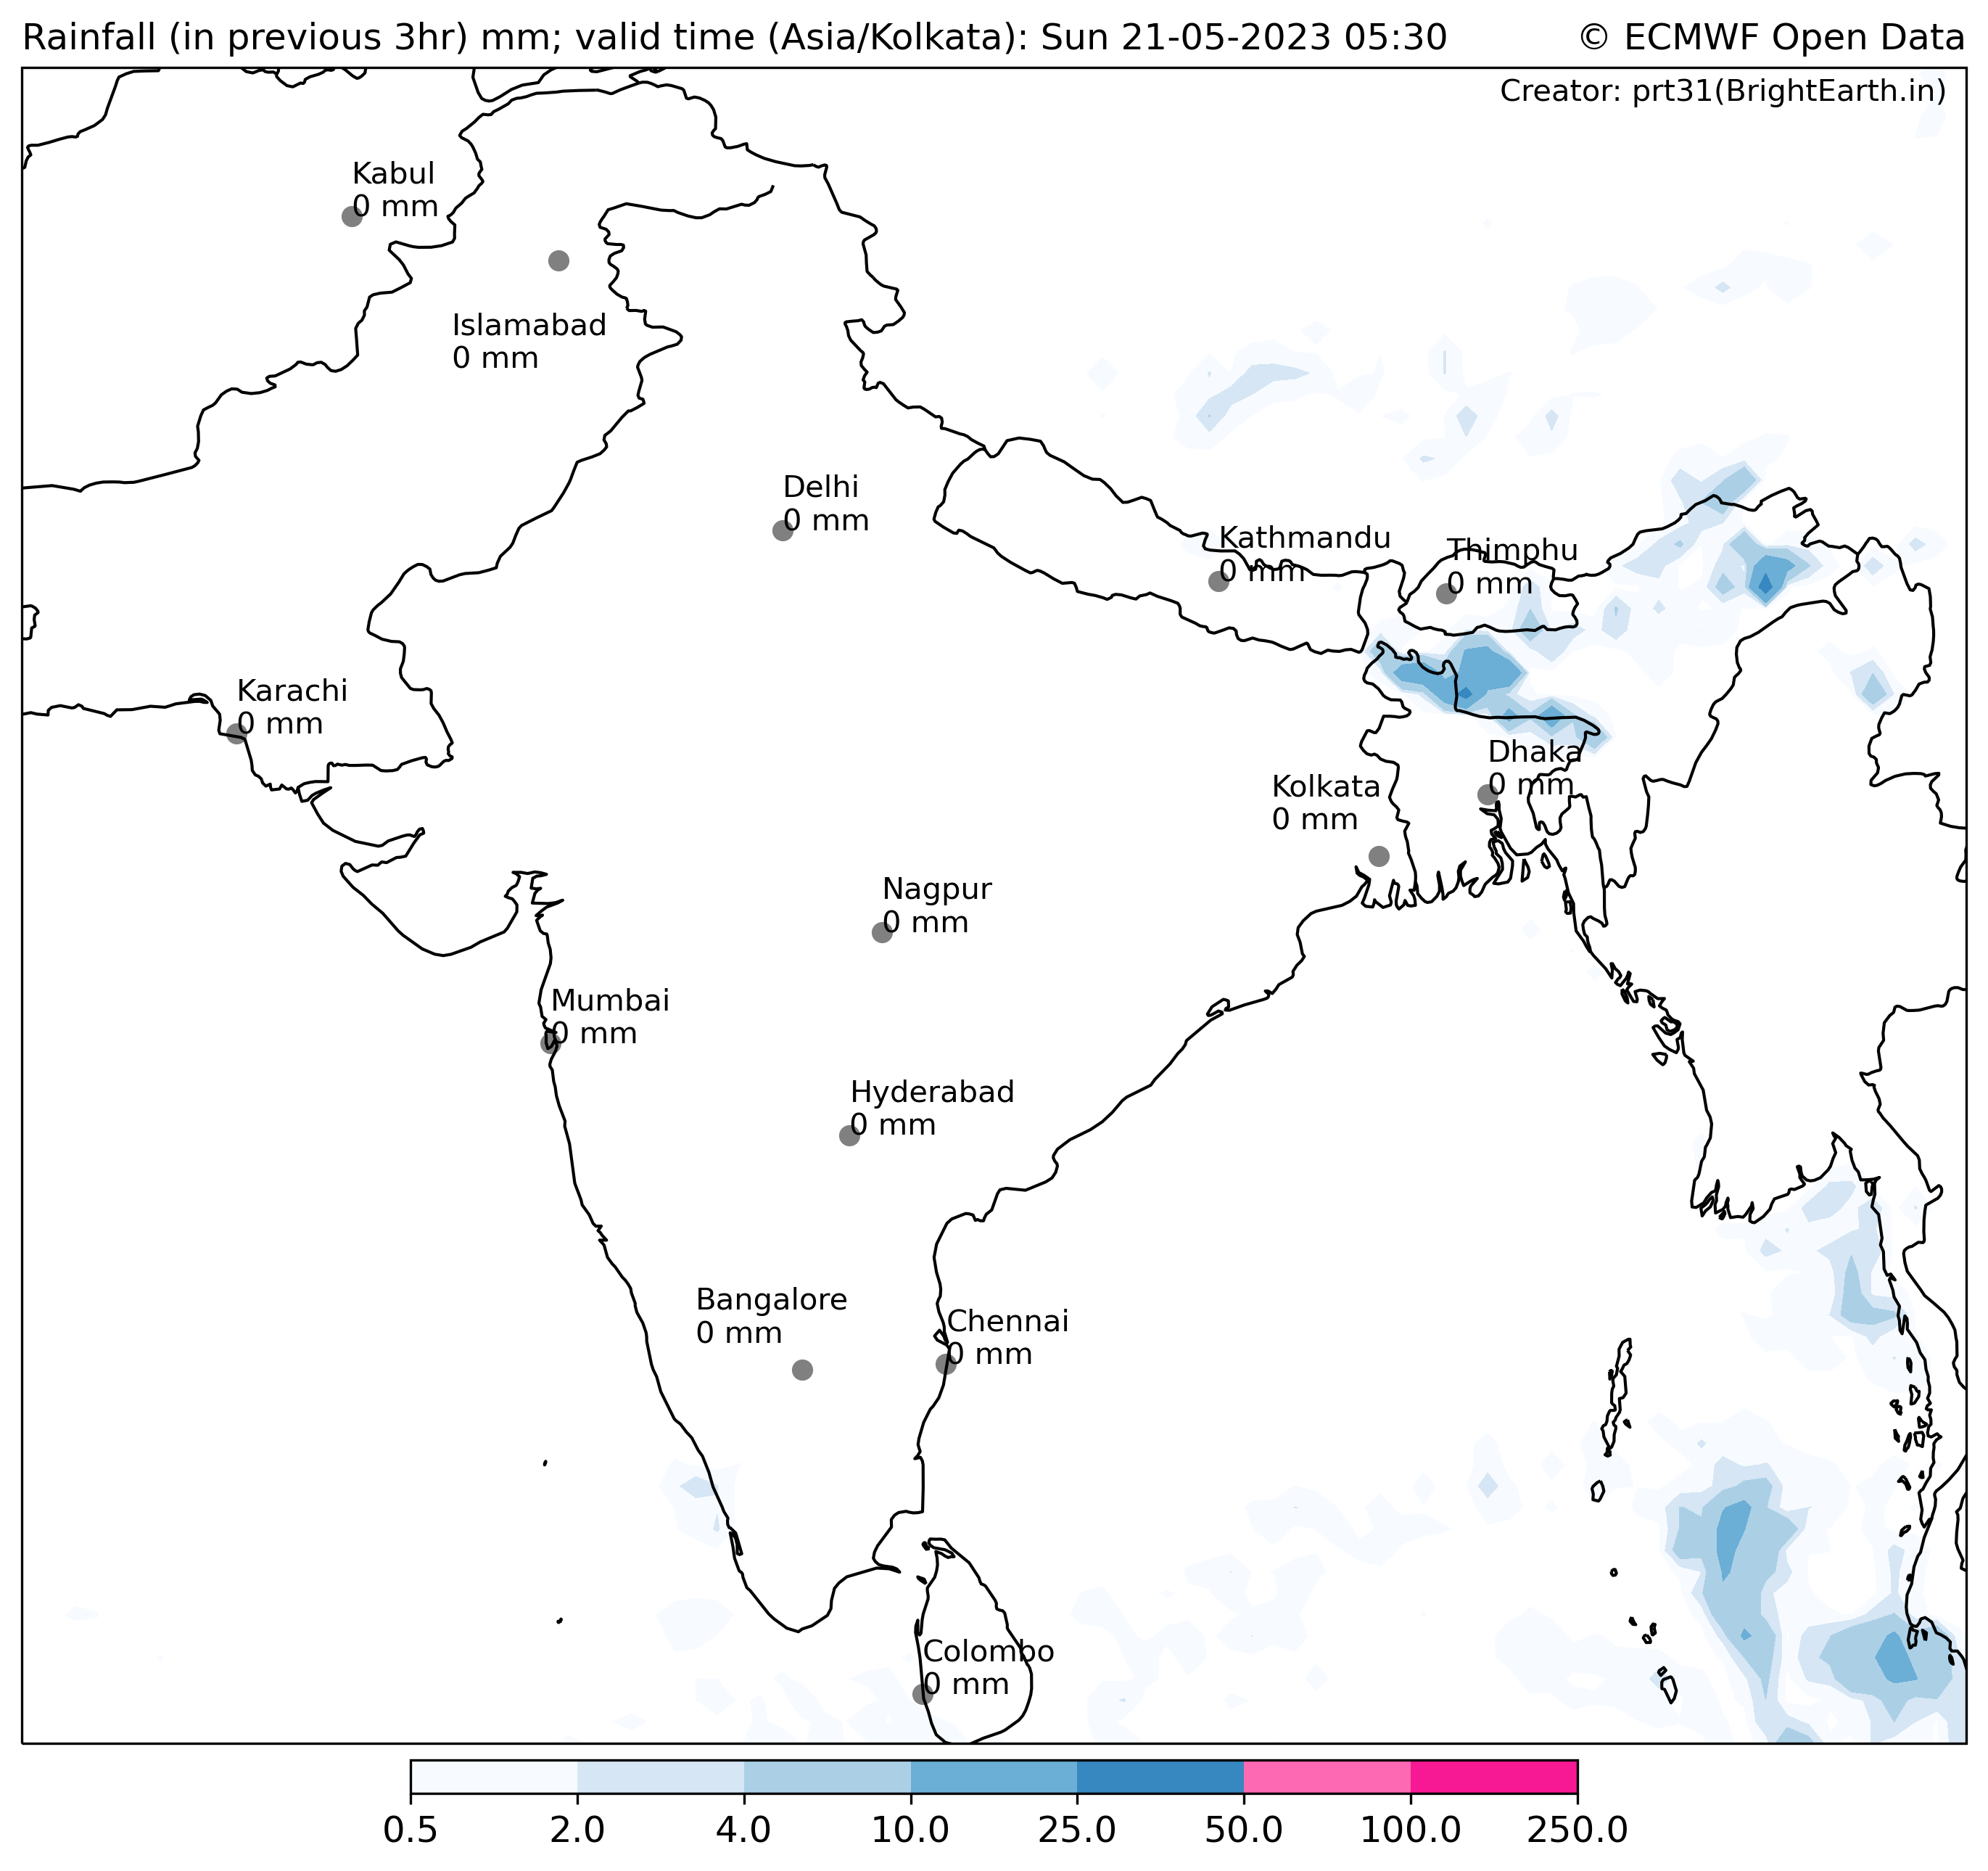 Rainfall (in previous 3hr) mm; valid time (Asia/Kolkata): Sun 21-05-2023 05:30
© ECMWF Open Data
Creator: prt31(BrightEarth.in)
Kabul
0 mm
Islamabad
0 mm
Delhi
0 mm
Kathmandu
0 mm
Thimphu
0 mm
Karachi
0 mm
Dhaka
0 mm
Kolkata
0 mm
Nagpur
0 mm
Mumbai
0 mm
Hyderabad
0 mm
Bangalore
0 mm
Chennai
0 mm
Colombo
0 mm
0.5 2.0 4.0 10.0 25.0 50.0 100.0 250.0